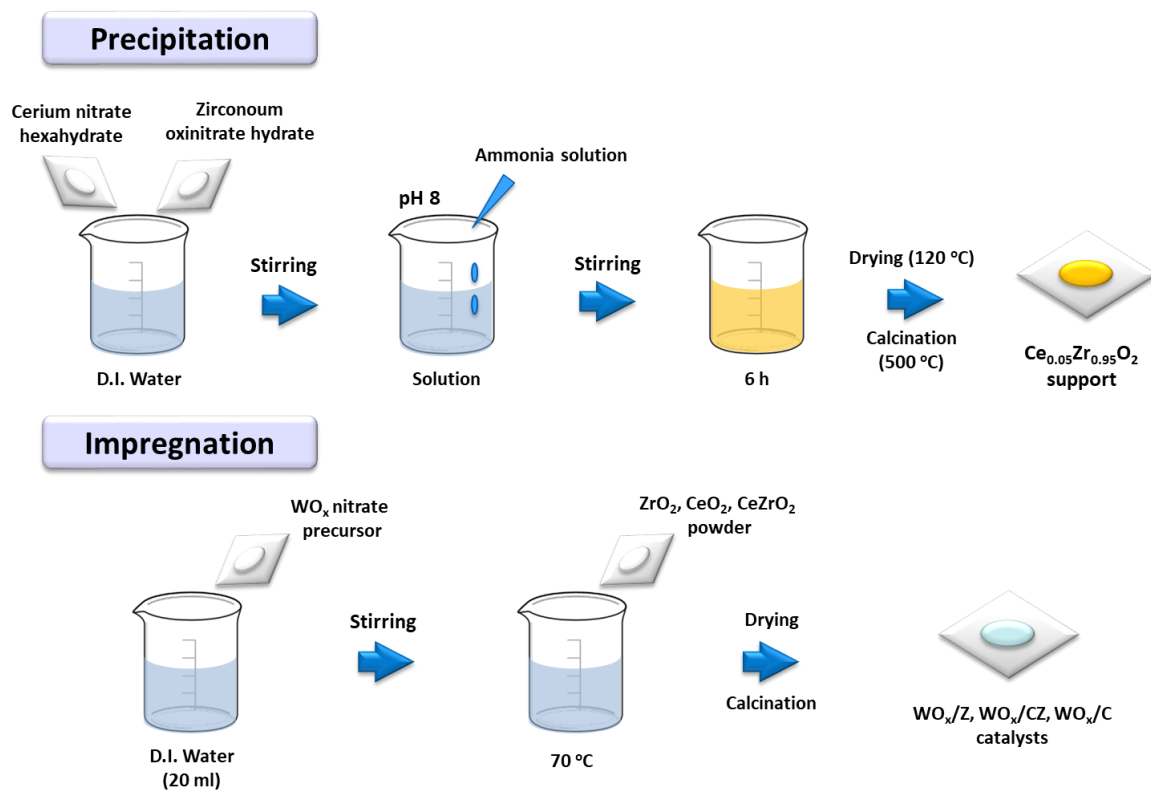 Precipitation
Cerium nitrate
hexahydrate
Zirconoum
oxinitrate hydrate
Ammonia solution
pH 8
Stirring
Stirring
Drying (120 °C)
Calcination
(500 °C)
D.I. Water
Solution
6 h
Ce₀.₀₅Zr₀.₉₅O₂
support
Impregnation
WOₓ nitrate
precursor
ZrO₂, CeO₂, CeZrO₂
powder
Stirring
Drying
Calcination
D.I. Water
(20 ml)
70 °C
WOₓ/Z, WOₓ/CZ, WOₓ/C
catalysts